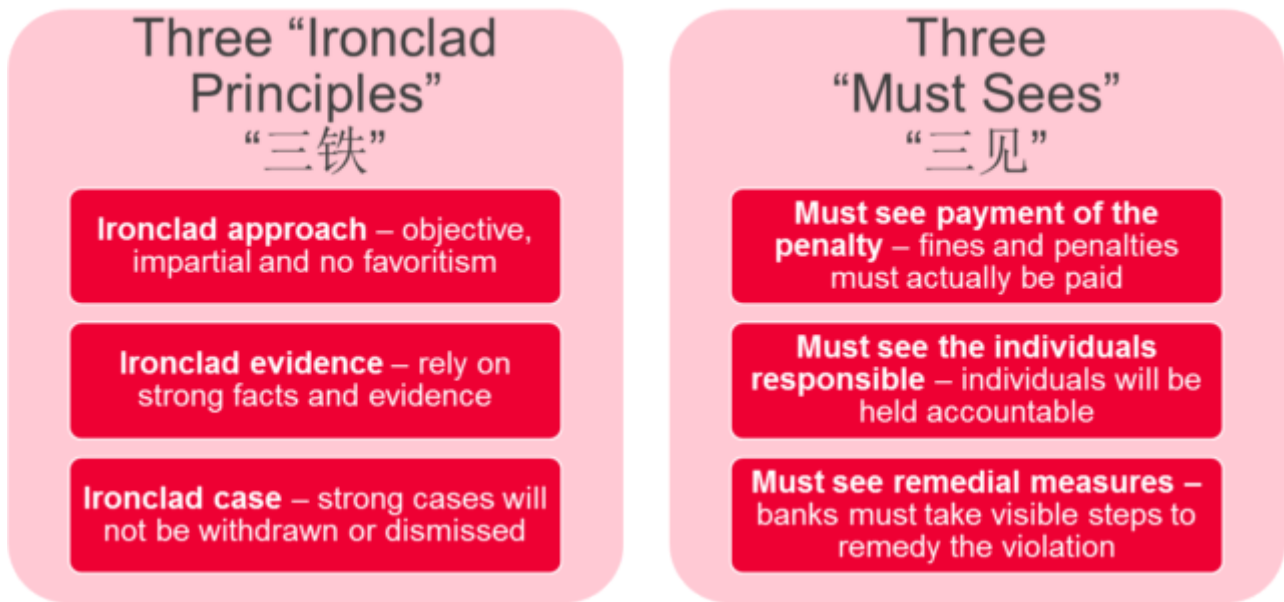 Three “Ironclad
Principles”
“三铁”
Ironclad approach – objective,
impartial and no favoritism
Ironclad evidence – rely on
strong facts and evidence
Ironclad case – strong cases will
not be withdrawn or dismissed
Three
“Must Sees”
“三见”
Must see payment of the
penalty – fines and penalties
must actually be paid
Must see the individuals
responsible – individuals will be
held accountable
Must see remedial measures –
banks must take visible steps to
remedy the violation